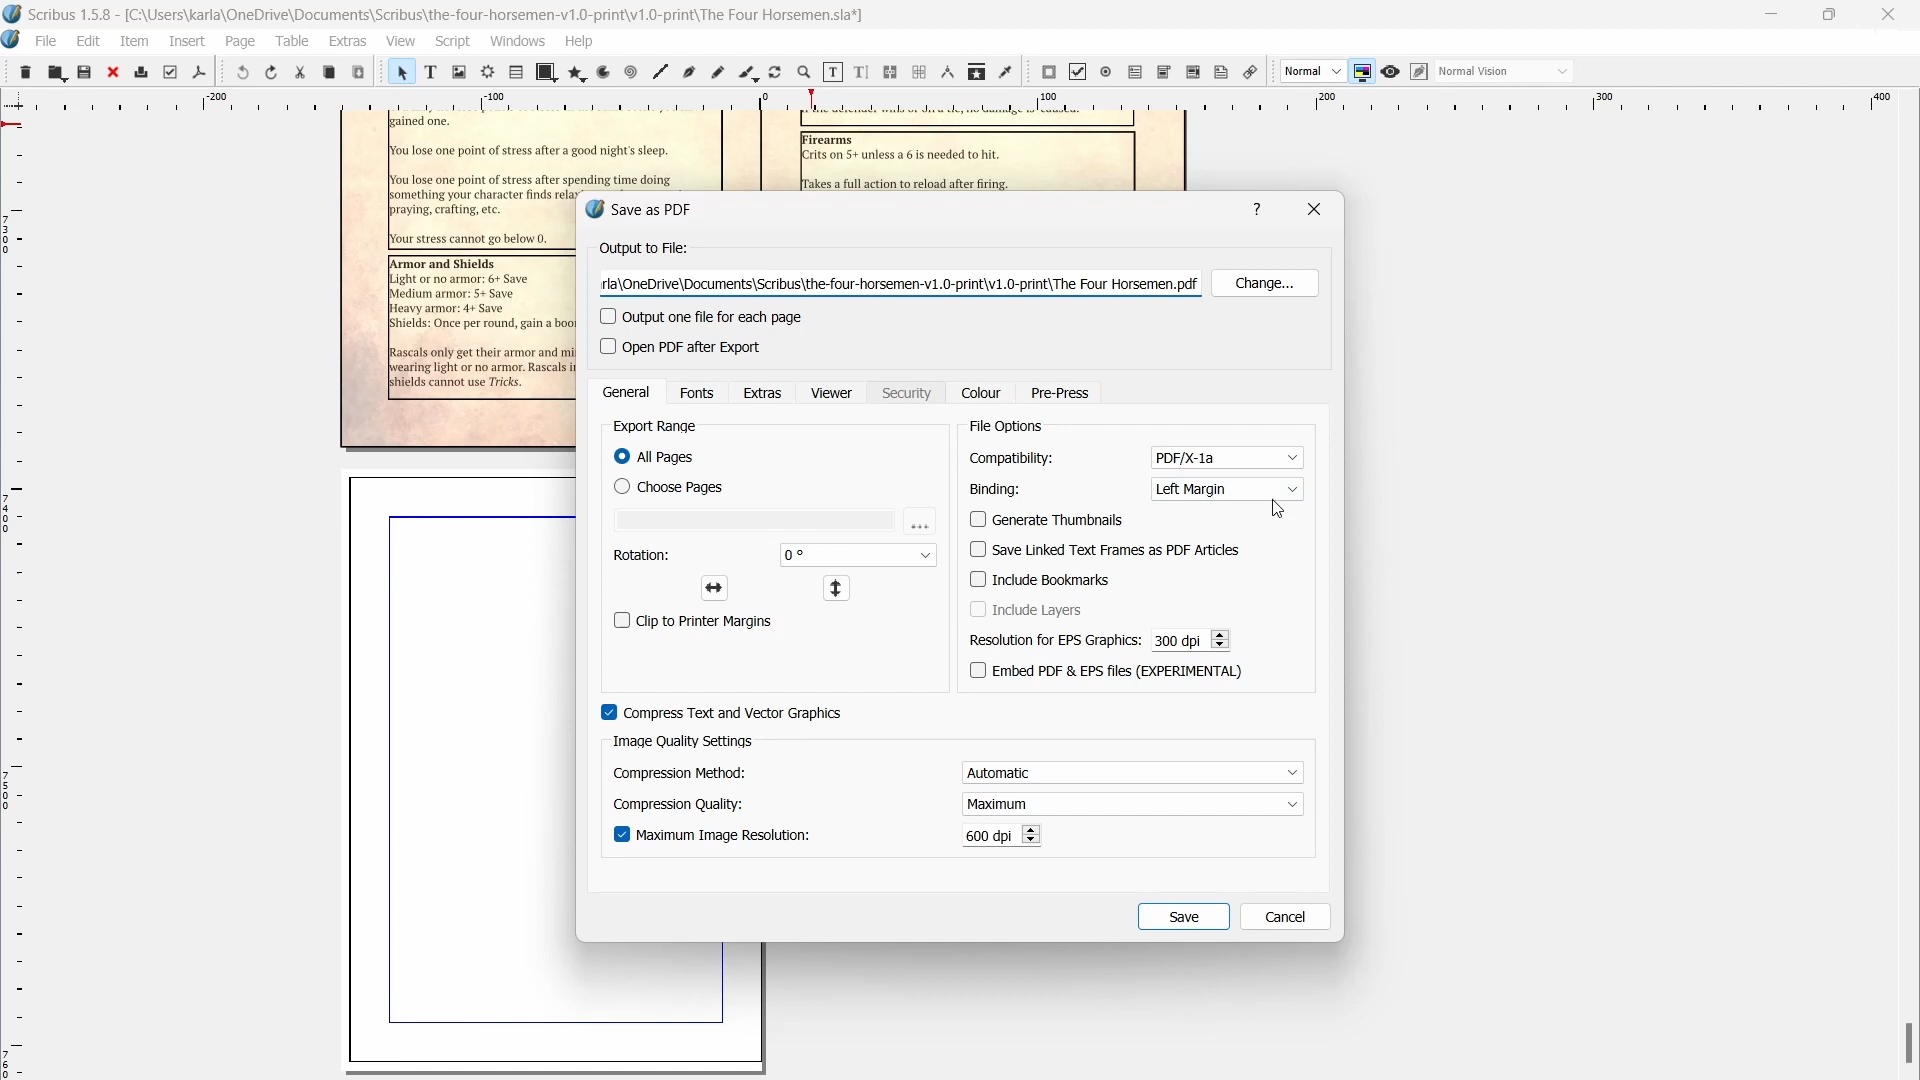 Scribus 1.5.8 - [C:\Users\karla\OneDrive\Documents\Scribus\the-four-horsemen-v1.0-print\v1.0-print\The Four Horsemen.sla*]
File Edit Item Insert Page Table Extras View Script Windows Help
Normal Normal Vision
-200 -100 0 100 200 300 400
gained one.
You lose one point of stress after a good night's sleep.
You lose one point of stress after spending time doing
something your character finds
praying, crafting, etc.
Your stress cannot go below 0.
Armor and Shields
Light or no armor: 6+ Save
Medium armor: 5+ Save
Heavy armor: 4+ Save
Shields: Once per round, gain a
Rascals only get their armor and
wearing light or no armor. Rascals
shields cannot use Tricks.
Firearms
Crits on 5+ unless a 6 is needed to hit.
Takes a full action to reload after firing.
7300
7400
7500
760
Save as PDF ?
Output to File:
rla\OneDrive\Documents\Scribus\the-four-horsemen-v1.0-print\v1.0-print\The Four Horsemen.pdf Change...
Output one file for each page
Open PDF after Export
General Fonts Extras Viewer Security Colour Pre-Press
Export Range
All Pages
Choose Pages
...
Rotation: 0 °
Clip to Printer Margins
File Options
Compatibility: PDF/X-1a
Binding: Left Margin
Generate Thumbnails
Save Linked Text Frames as PDF Articles
Include Bookmarks
Include Layers
Resolution for EPS Graphics: 300 dpi
Embed PDF & EPS files (EXPERIMENTAL)
Compress Text and Vector Graphics
Image Quality Settings
Compression Method: Automatic
Compression Quality: Maximum
Maximum Image Resolution: 600 dpi
Save Cancel